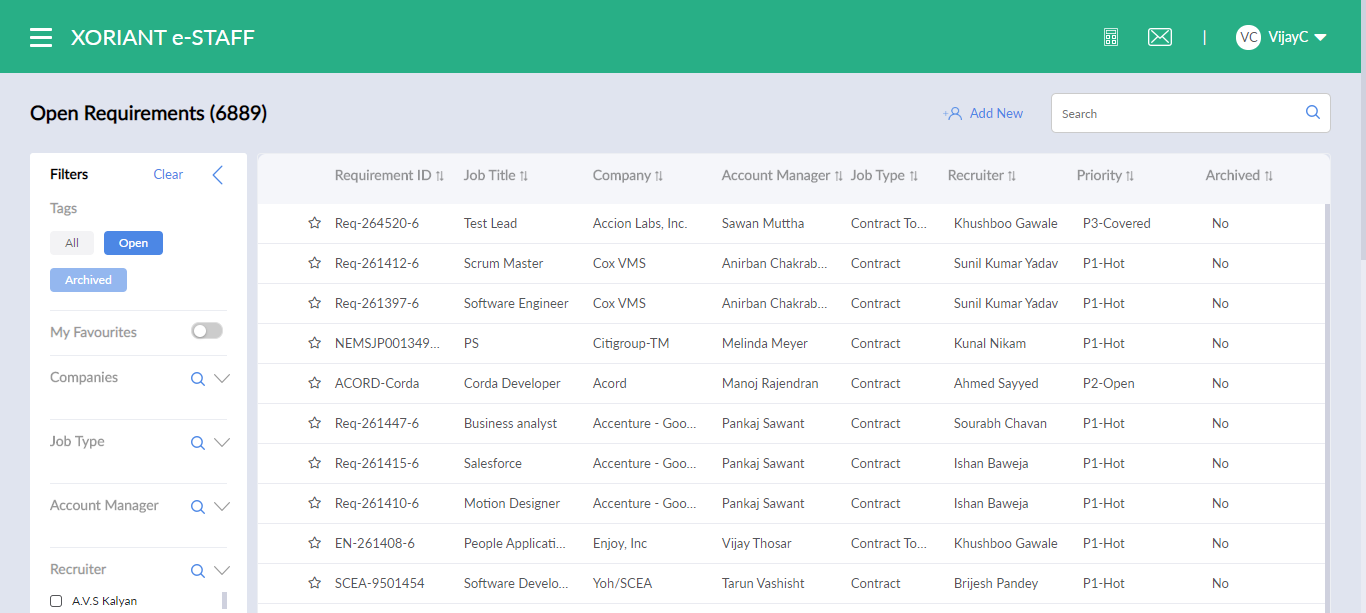 XORIANT e-STAFF
| VC VijayC
Open Requirements (6889)
Add New
Search
Filters Clear
Tags
All Open
Archived
My Favourites
Companies
Job Type
Account Manager
Recruiter
A.V.S Kalyan
Requirement ID Job Title Company Account Manager Job Type Recruiter Priority Archived
Req-264520-6 Test Lead Accion Labs, Inc. Sawan Muttha Contract To... Khushboo Gawale P3-Covered No
Req-261412-6 Scrum Master Cox VMS Anirban Chakrab... Contract Sunil Kumar Yadav P1-Hot No
Req-261397-6 Software Engineer Cox VMS Anirban Chakrab... Contract Sunil Kumar Yadav P1-Hot No
NEMSJP001349... PS Citigroup-TM Melinda Meyer Contract Kunal Nikam P1-Hot No
ACORD-Corda Corda Developer Acord Manoj Rajendran Contract Ahmed Sayyed P2-Open No
Req-261447-6 Business analyst Accenture - Goo... Pankaj Sawant Contract Sourabh Chavan P1-Hot No
Req-261415-6 Salesforce Accenture - Goo... Pankaj Sawant Contract Ishan Baweja P1-Hot No
Req-261410-6 Motion Designer Accenture - Goo... Pankaj Sawant Contract Ishan Baweja P1-Hot No
EN-261408-6 People Applicati... Enjoy, Inc Vijay Thosar Contract To... Khushboo Gawale P1-Hot No
SCEA-9501454 Software Develo... Yoh/SCEA Tarun Vashisht Contract Brijesh Pandey P1-Hot No